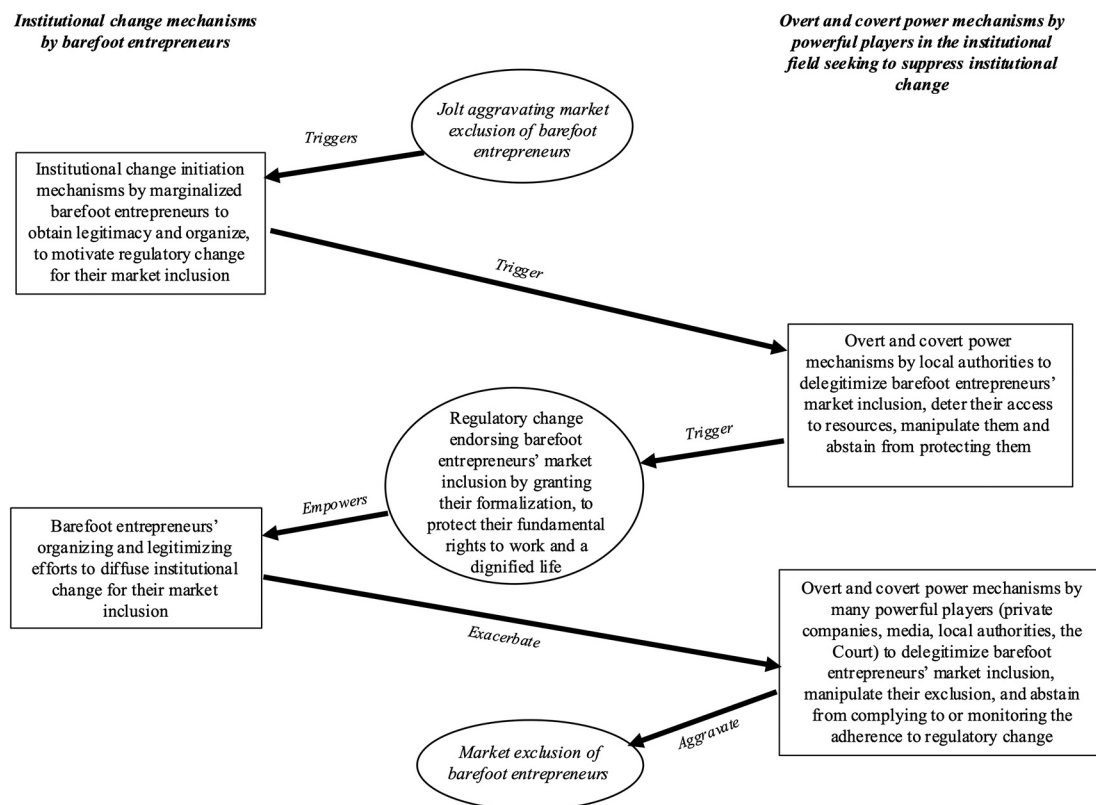 Institutional change mechanisms
by barefoot entrepreneurs
Overt and covert power mechanisms by
powerful players in the institutional
field seeking to suppress institutional
change
Jolt aggravating market
exclusion of barefoot
entrepreneurs
Triggers
Institutional change initiation
mechanisms by marginalized
barefoot entrepreneurs to
obtain legitimacy and organize,
to motivate regulatory change
for their market inclusion
Trigger
Overt and covert power
mechanisms by local authorities to
delegitimize barefoot entrepreneurs’
market inclusion, deter their access
to resources, manipulate them and
abstain from protecting them
Trigger
Regulatory change
endorsing barefoot
entrepreneurs’ market
inclusion by granting
their formalization, to
protect their fundamental
rights to work and a
dignified life
Empowers
Barefoot entrepreneurs’
organizing and legitimizing
efforts to diffuse institutional
change for their market
inclusion
Exacerbate
Overt and covert power mechanisms by
many powerful players (private
companies, media, local authorities, the
Court) to delegitimize barefoot
entrepreneurs’ market inclusion,
manipulate their exclusion, and abstain
from complying to or monitoring the
adherence to regulatory change
Aggravate
Market exclusion of
barefoot entrepreneurs